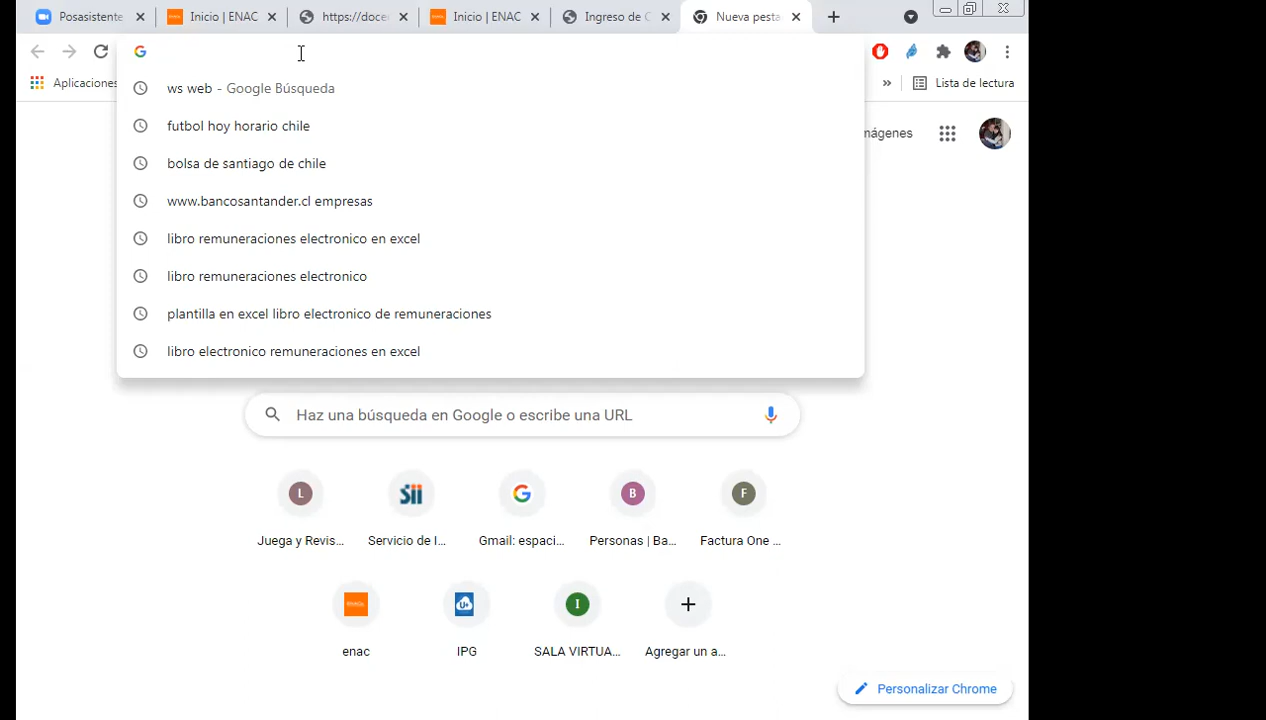 Posasistente
Inicio | ENAC
https://doce
Inicio | ENAC
Ingreso de C
Nueva pesta
Aplicaciones
»
Lista de lectura
ws web - Google Búsqueda
futbol hoy horario chile
bolsa de santiago de chile
www.bancosantander.cl empresas
libro remuneraciones electronico en excel
libro remuneraciones electronico
plantilla en excel libro electronico de remuneraciones
libro electronico remuneraciones en excel
mágenes
Haz una búsqueda en Google o escribe una URL
L
Sii
G
B
F
Juega y Revis...
Servicio de I...
Gmail: espaci...
Personas | Ba...
Factura One ...
I
enac
IPG
SALA VIRTUA...
Agregar un a...
Personalizar Chrome